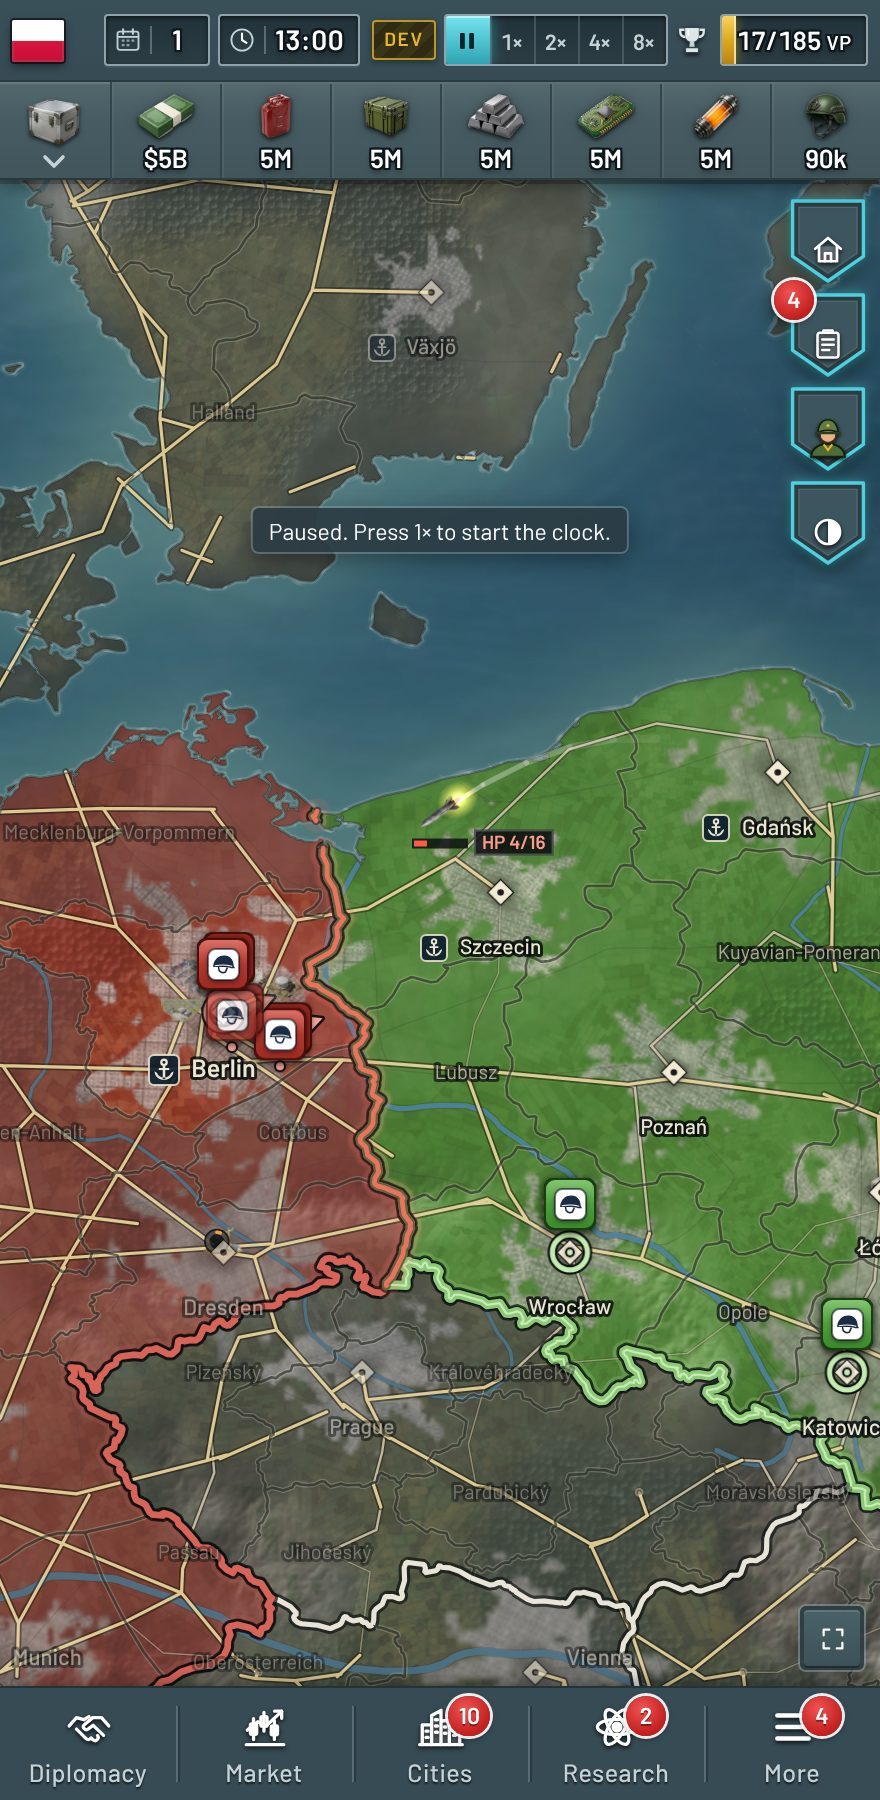 1
13:00
DEV
1×
2×
4×
8×
17/185 VP
$5B
5M
5M
5M
5M
5M
90k
4
Växjö
Halland
Paused. Press 1× to start the clock.
Mecklenburg-Vorpommern
HP 4/16
Gdańsk
Szczecin
Kuyavian-Pomeran
Berlin
Lubusz
en-Anhalt
Cottbus
Poznań
Łó
Dresden
Wrocław
Opole
Plzeňský
Královéhradecký
Prague
Katowic
Pardubický
Moravskoslezský
Passau
Jihočeský
Munich
Oberösterreich
Vienna
10
2
4
Diplomacy
Market
Cities
Research
More